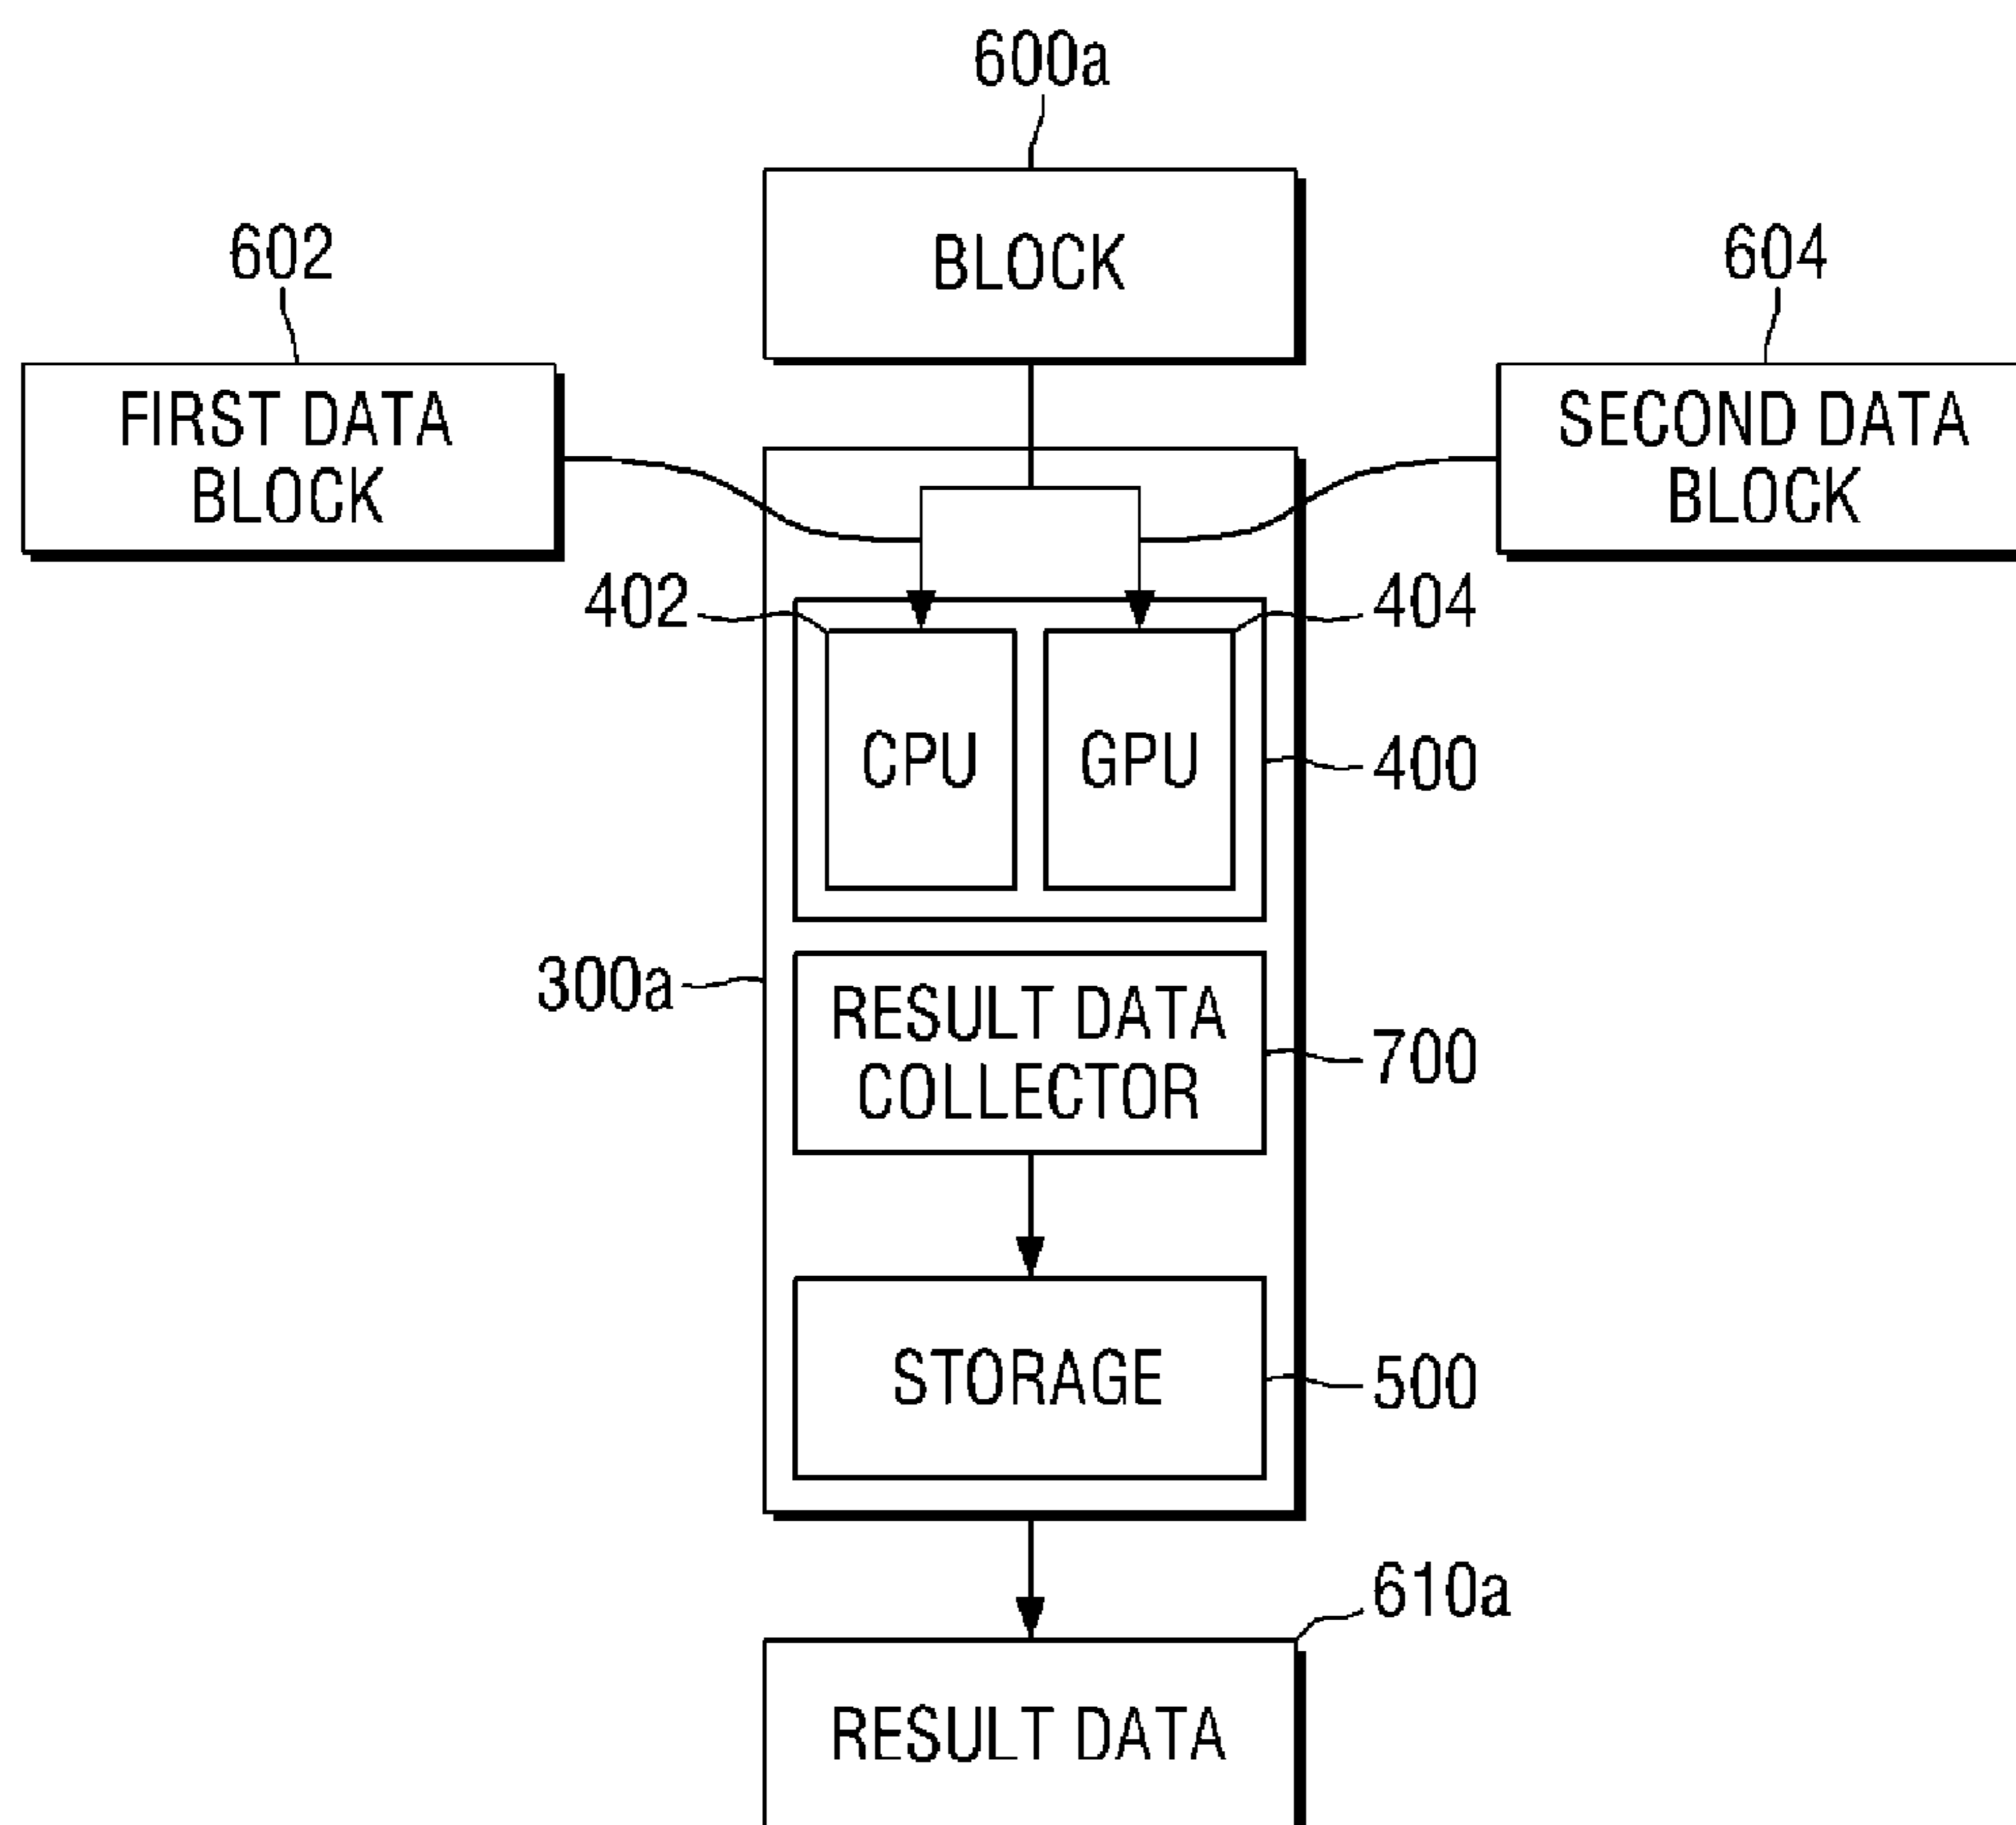 600a
BLOCK
602
604
FIRST DATA
BLOCK
SECOND DATA
BLOCK
402
404
CPU
GPU
400
300a
RESULT DATA
COLLECTOR
700
STORAGE
500
610a
RESULT DATA